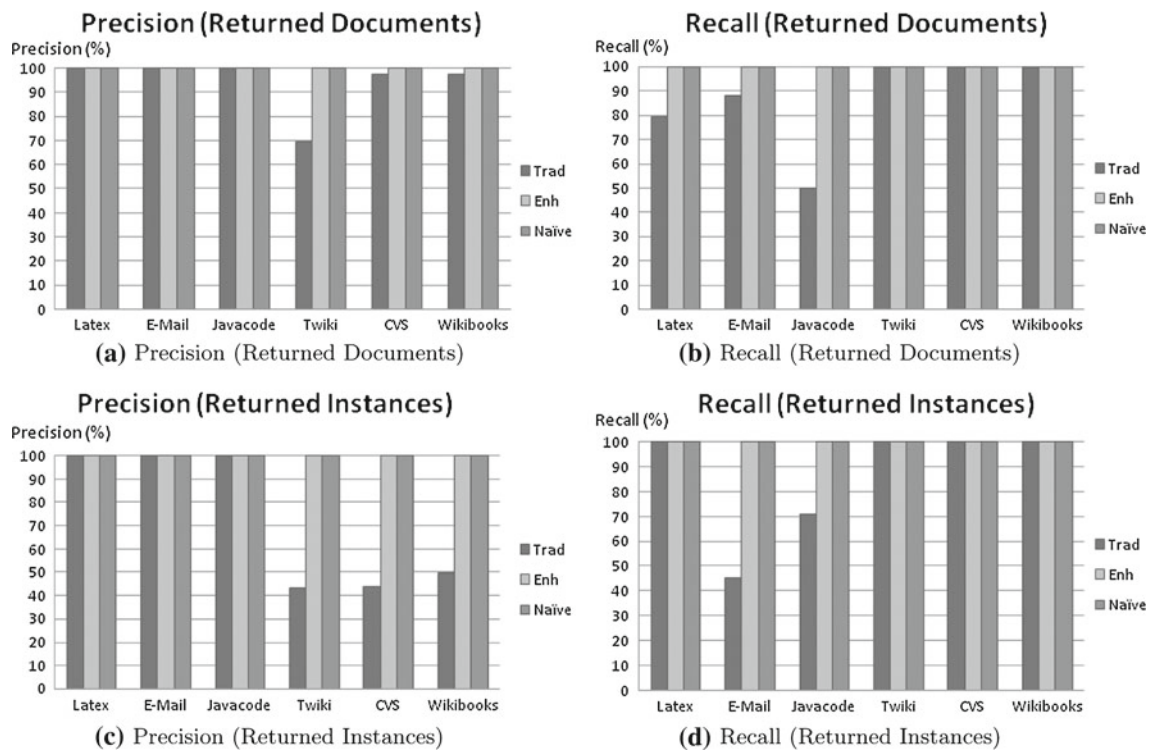 Precision (Returned Documents)
Precision (%)
100
90
80
70
60
50
40
30
20
10
0
Latex E-Mail Javacode Twiki CVS Wikibooks
Trad
Enh
Naïve
(a) Precision (Returned Documents)
Recall (Returned Documents)
Recall (%)
100
90
80
70
60
50
40
30
20
10
0
Latex E-Mail Javacode Twiki CVS Wikibooks
Trad
Enh
Naïve
(b) Recall (Returned Documents)
Precision (Returned Instances)
Precision (%)
100
90
80
70
60
50
40
30
20
10
0
Latex E-Mail Javacode Twiki CVS Wikibooks
Trad
Enh
Naïve
(c) Precision (Returned Instances)
Recall (Returned Instances)
Recall (%)
100
90
80
70
60
50
40
30
20
10
0
Latex E-Mail Javacode Twiki CVS Wikibooks
Trad
Enh
Naïve
(d) Recall (Returned Instances)